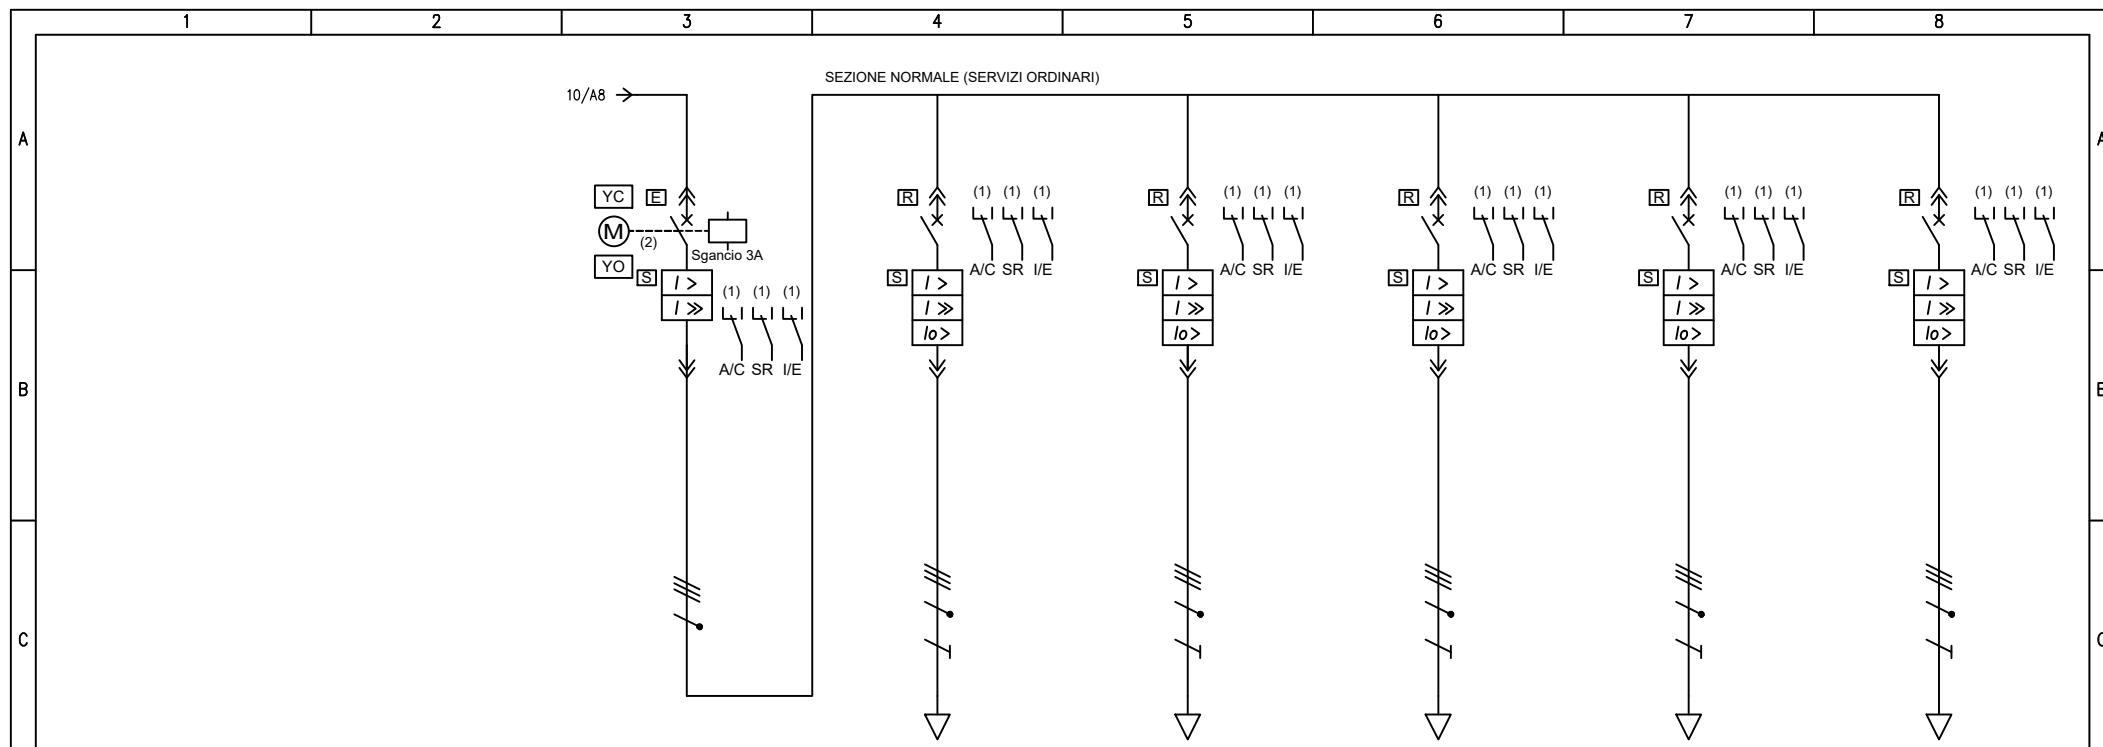 1 2 3 4 5 6 7 8
SEZIONE NORMALE (SERVIZI ORDINARI)
10/A8
A A
YC E R (1) (1) (1) R (1) (1) (1) R (1) (1) (1) R (1) (1) (1) R (1) (1) (1)
M (2)
Sgancio 3A
YO S I > A/C SR I/E S I > A/C SR I/E S I > A/C SR I/E S I > A/C SR I/E S I > A/C SR I/E S I >
(1) (1) (1)
I >> I >> I >> I >> I >> I >>
Io> Io> Io> Io> Io>
A/C SR I/E
B B
C C